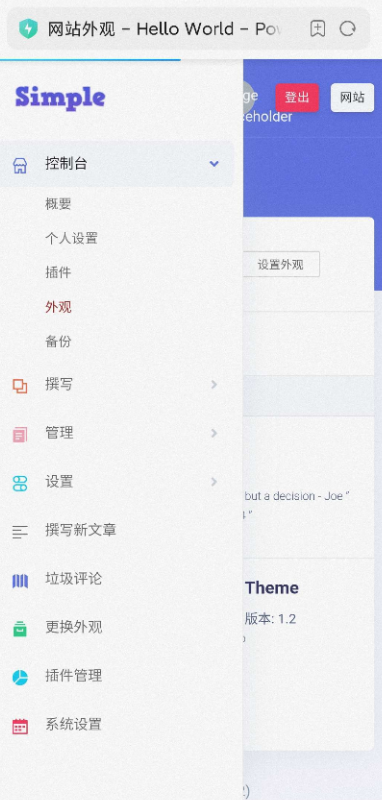 网站外观 - Hello World - Pow
Simple
ge
ceholder
登出
网站
控制台
概要
个人设置
插件
设置外观
外观
备份
撰写
管理
设置
but a decision - Joe ”
撰写新文章
垃圾评论
Theme
版本: 1.2
更换外观
插件管理
系统设置